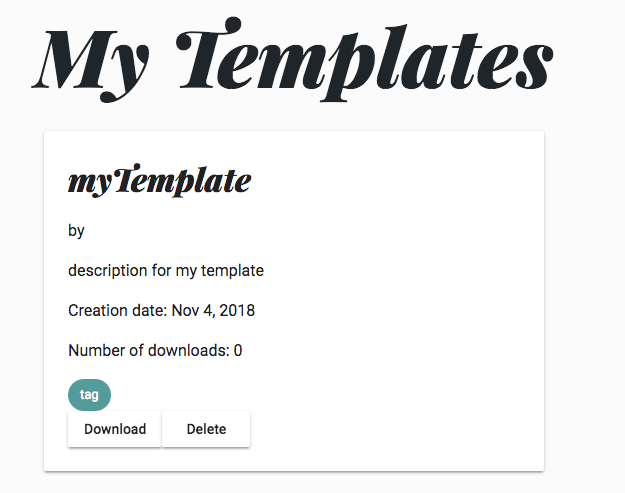 My Templates
myTemplate
by
description for my template
Creation date: Nov 4, 2018
Number of downloads: 0
tag
Download Delete